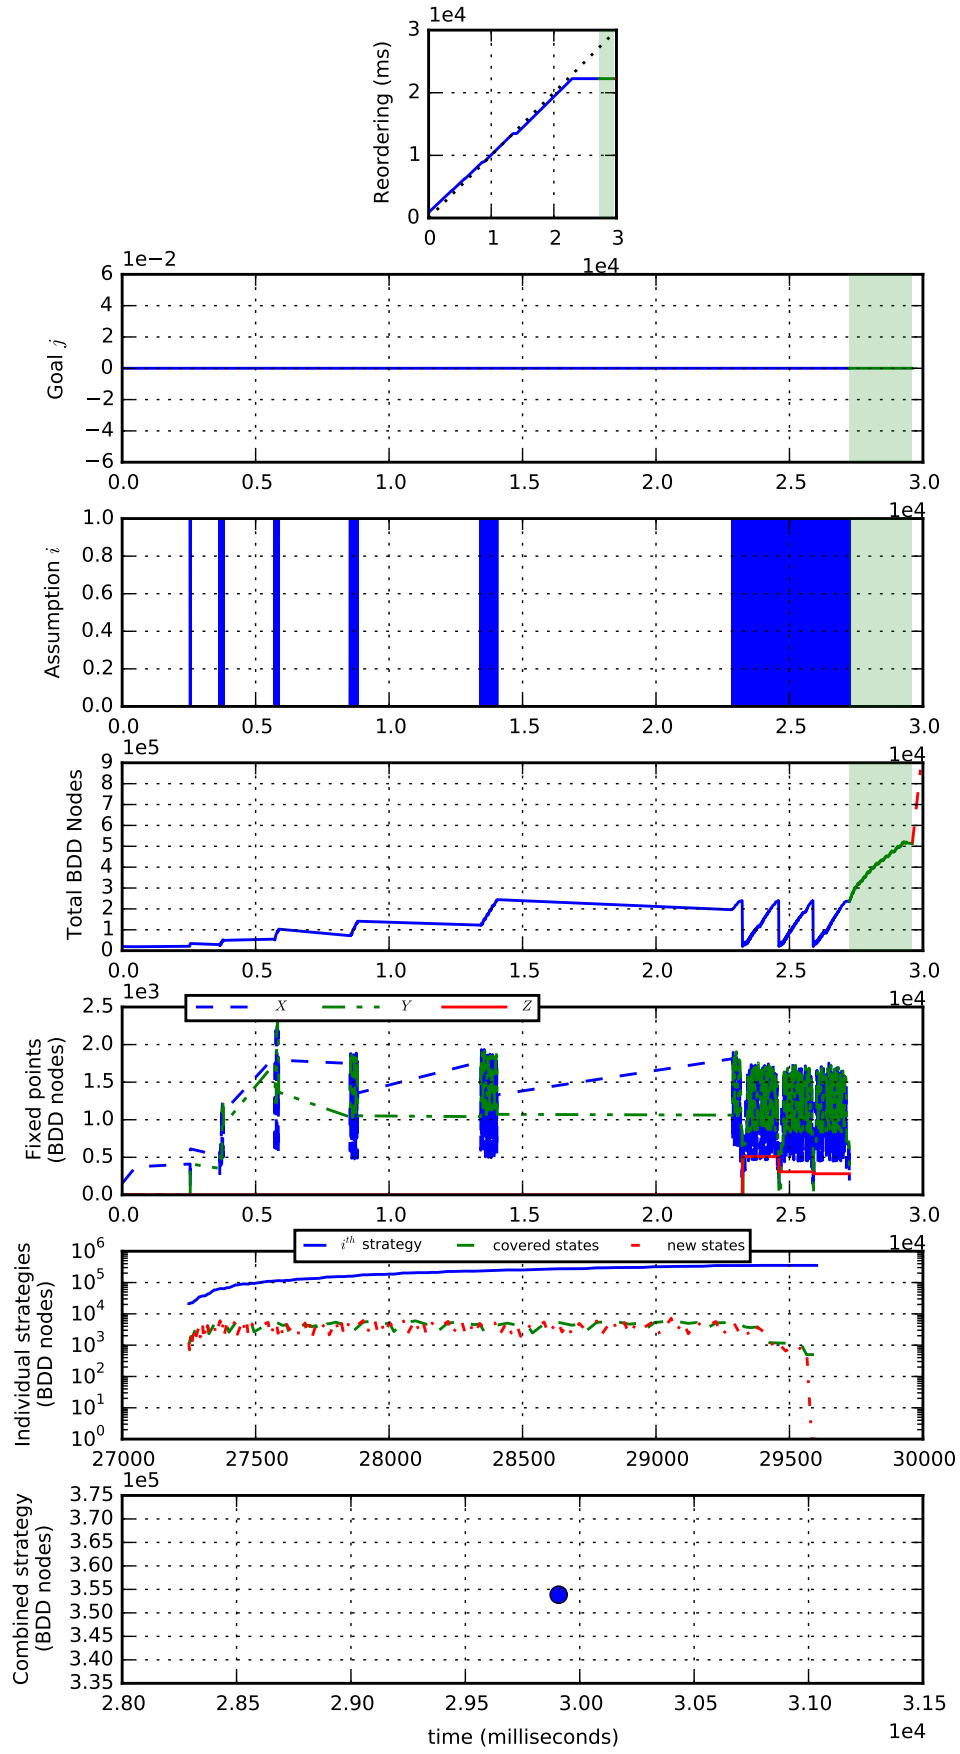 1e4
Reordering (ms)
3
2
1
0
0 1 2 3
1e4
1e−2
Goal j
6
4
2
0
−2
−4
−6
0.0 0.5 1.0 1.5 2.0 2.5 3.0
1e4
Assumption i
1.0
0.8
0.6
0.4
0.2
0.0
0.0 0.5 1.0 1.5 2.0 2.5 3.0
1e4
1e5
Total BDD Nodes
9
8
7
6
5
4
3
2
1
0
0.0 0.5 1.0 1.5 2.0 2.5 3.0
1e4
1e3
X Y Z
Fixed points
(BDD nodes)
2.5
2.0
1.5
1.0
0.5
0.0
0.0 0.5 1.0 1.5 2.0 2.5 3.0
1e4
i^th strategy covered states new states
Individual strategies
(BDD nodes)
10^6
10^5
10^4
10^3
10^2
10^1
10^0
27000 27500 28000 28500 29000 29500 30000
1e5
Combined strategy
(BDD nodes)
3.75
3.70
3.65
3.60
3.55
3.50
3.45
3.40
3.35
2.80 2.85 2.90 2.95 3.00 3.05 3.10 3.15
time (milliseconds)
1e4